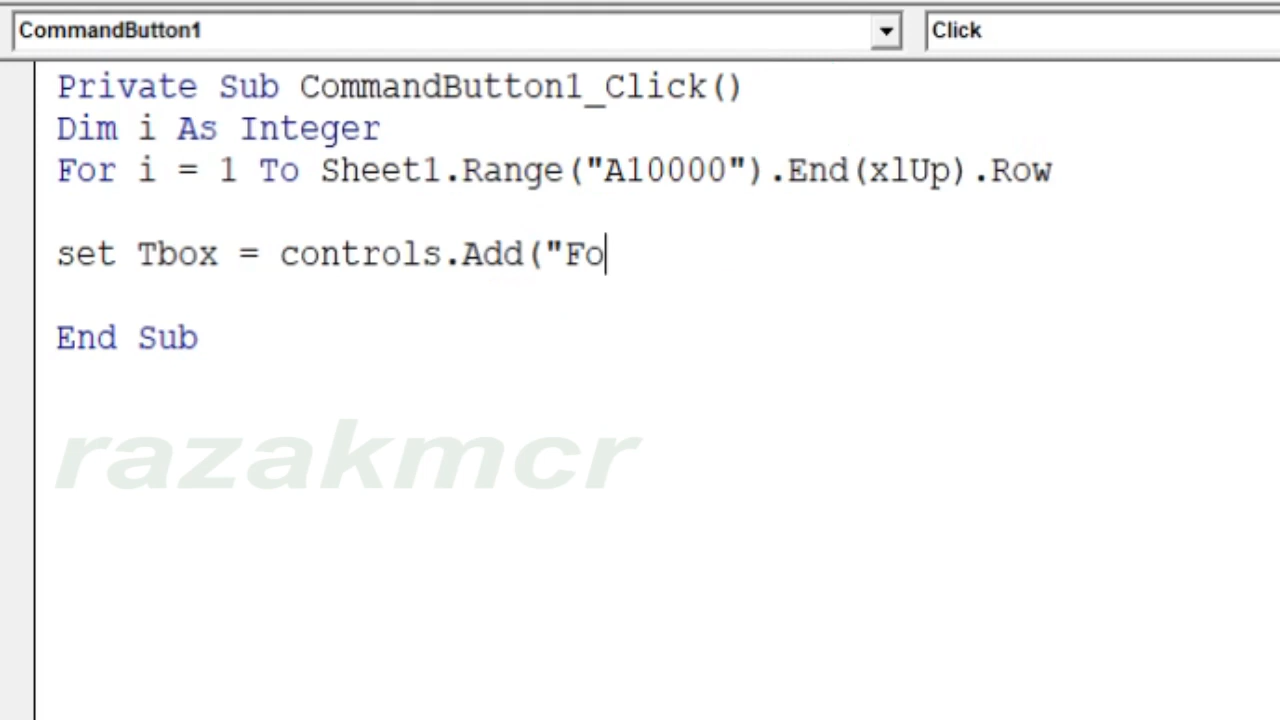 CommandButton1
Click
Private Sub CommandButton1_Click()
Dim i As Integer
For i = 1 To Sheet1.Range("A10000").End(xlUp).Row
set Tbox = controls.Add("Fo
End Sub
razakmcr